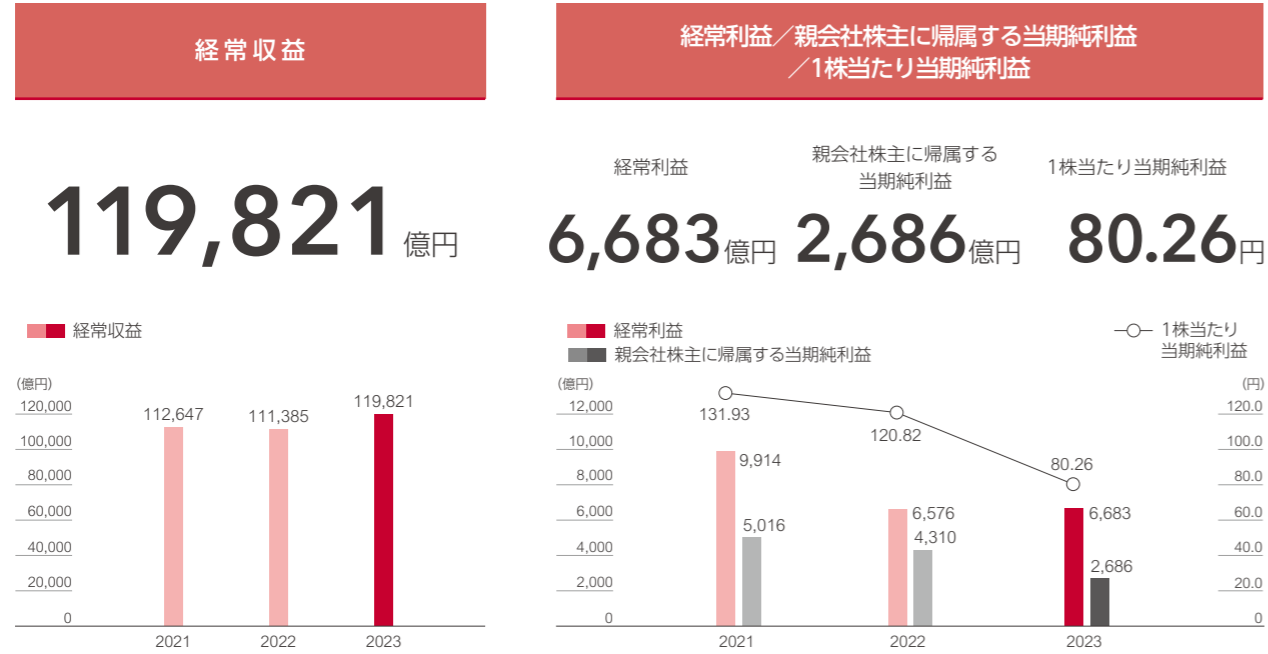 経常収益
119,821億円
経常収益
(億円)
120,000
100,000
80,000
60,000
40,000
20,000
0
112,647
111,385
119,821
2021
2022
2023
経常利益／親会社株主に帰属する当期純利益
／1株当たり当期純利益
経常利益
6,683億円
親会社株主に帰属する
当期純利益
2,686億円
1株当たり当期純利益
80.26円
経常利益
親会社株主に帰属する当期純利益
1株当たり
当期純利益
(億円)
12,000
10,000
8,000
6,000
4,000
2,000
0
(円)
120.0
100.0
80.0
60.0
40.0
20.0
0
131.93
120.82
80.26
9,914
5,016
6,576
4,310
6,683
2,686
2021
2022
2023